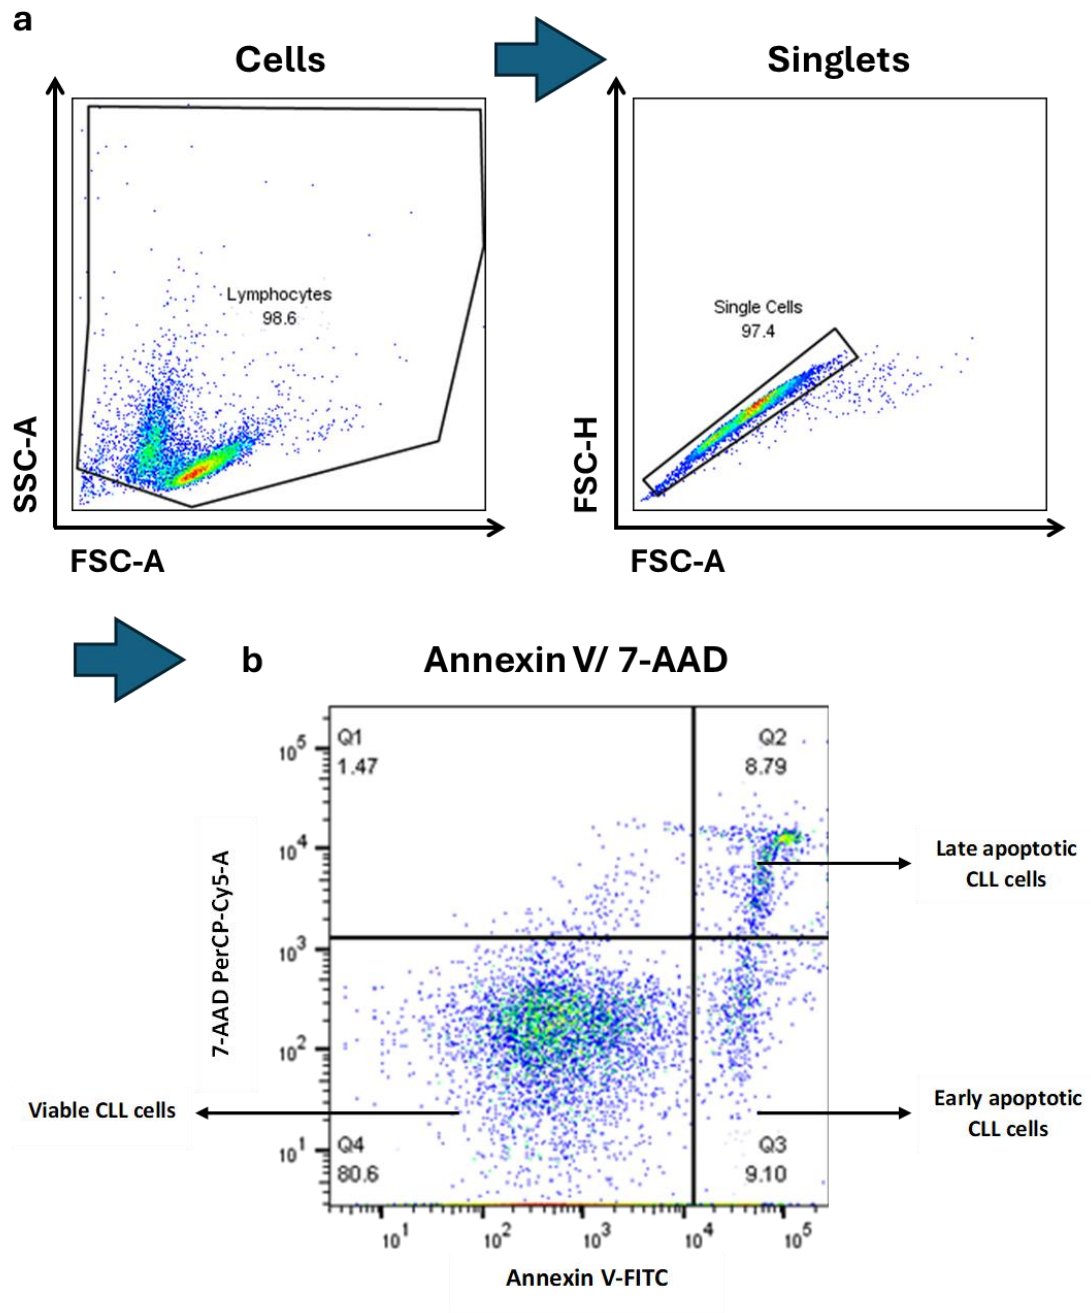 a
Cells
Singlets
Lymphocytes
98.6
SSC-A
FSC-A
Single Cells
97.4
FSC-H
FSC-A
b
Annexin V/ 7-AAD
Q1
1.47
Q2
8.79
10^5
10^4
10^3
10^2
10^1
7-AAD PerCP-Cy5-A
Late apoptotic
CLL cells
Viable CLL cells
Early apoptotic
CLL cells
Q4
80.6
Q3
9.10
10^1 10^2 10^3 10^4 10^5
Annexin V-FITC